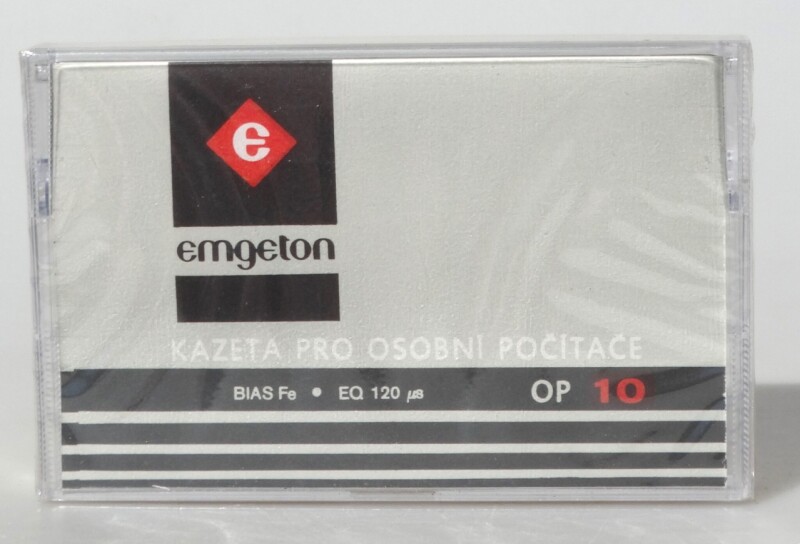 e
emgeton
KAZETA PRO OSOBNÍ POČÍTAČE
BIAS Fe • EQ 120 µs OP 10